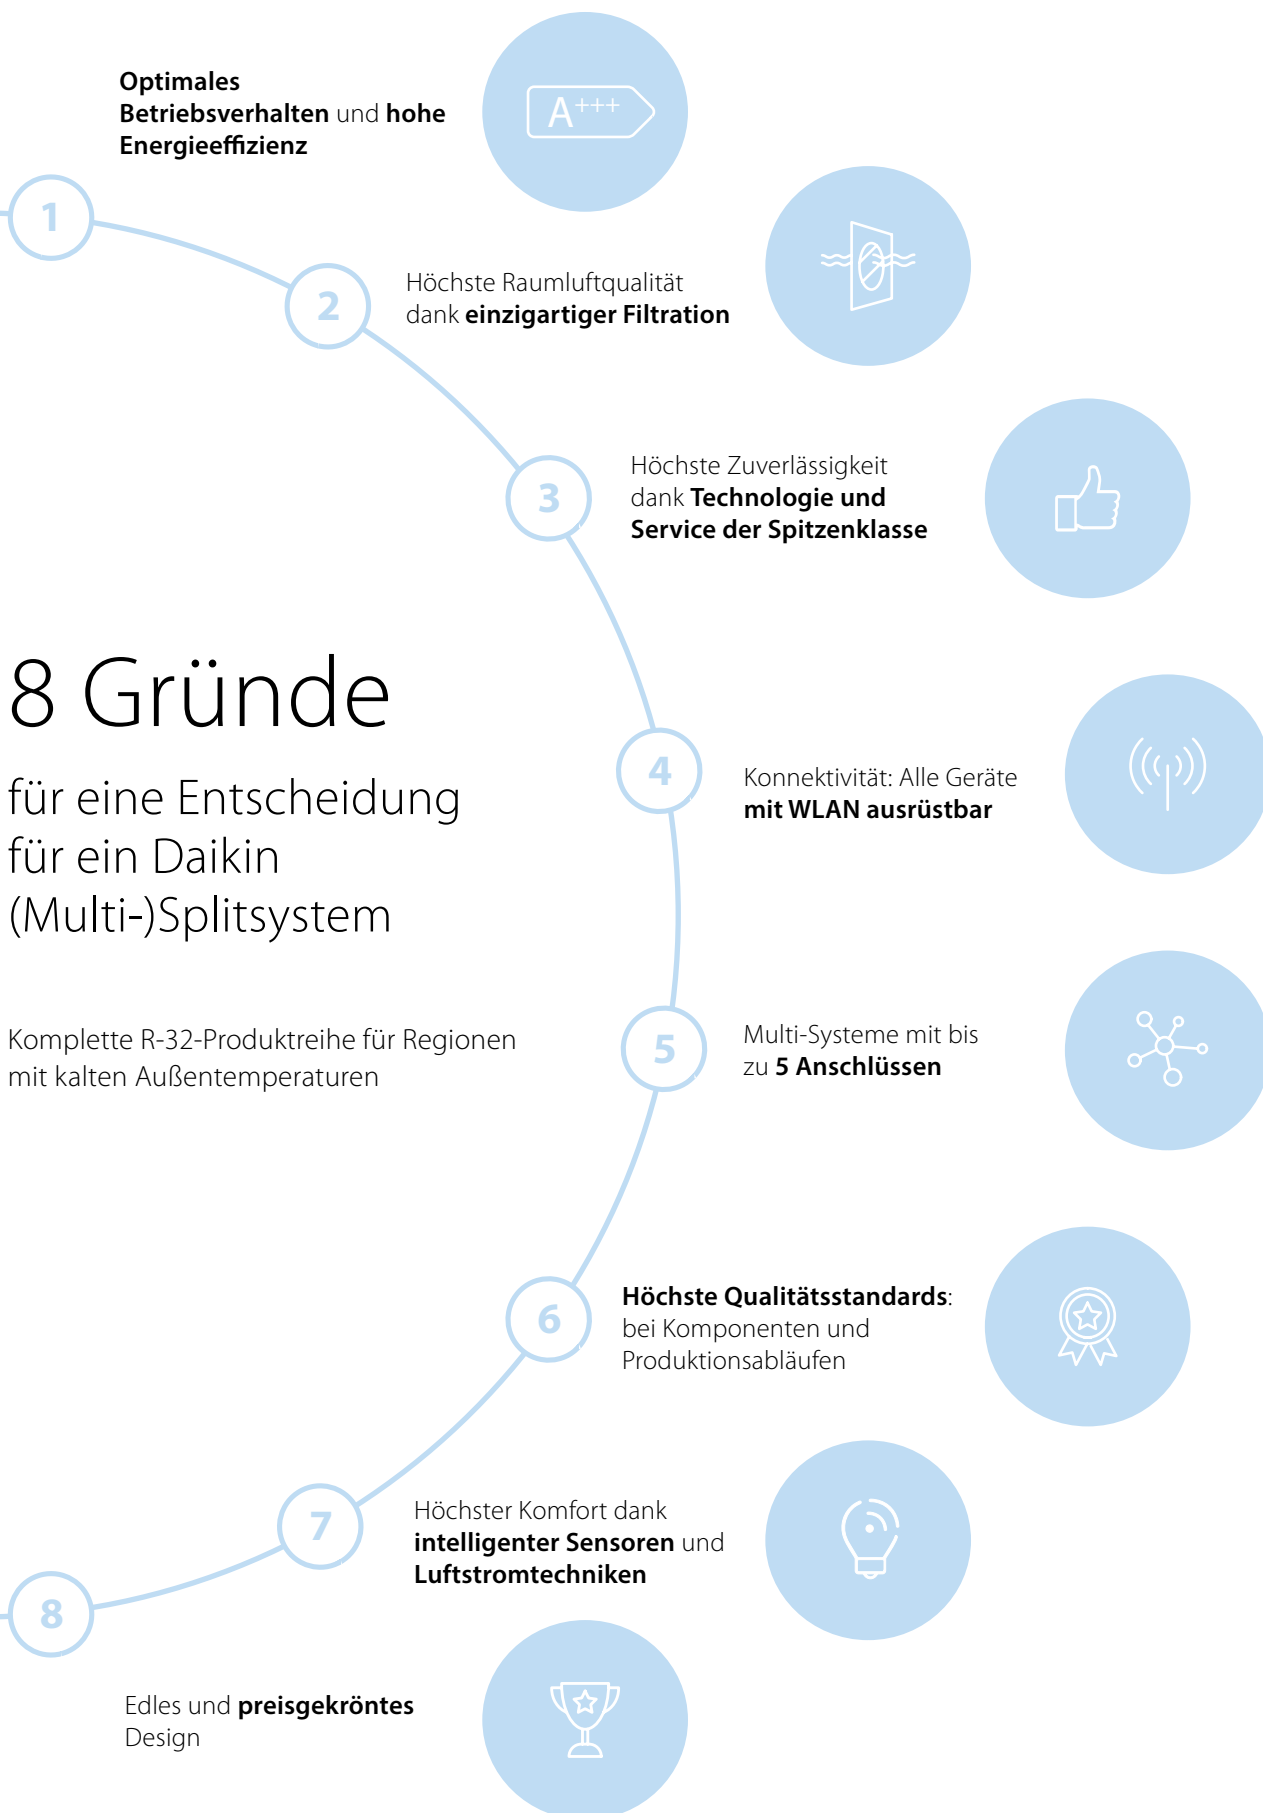 Optimales
Betriebsverhalten und hohe
Energieeffizienz
A+++
1
2
Höchste Raumluftqualität
dank einzigartiger Filtration
3
Höchste Zuverlässigkeit
dank Technologie und
Service der Spitzenklasse
8 Gründe
für eine Entscheidung
für ein Daikin
(Multi-)Splitsystem
Komplette R-32-Produktreihe für Regionen
mit kalten Außentemperaturen
4
Konnektivität: Alle Geräte
mit WLAN ausrüstbar
5
Multi-Systeme mit bis
zu 5 Anschlüssen
6
Höchste Qualitätsstandards:
bei Komponenten und
Produktionsabläufen
7
Höchster Komfort dank
intelligenter Sensoren und
Luftstromtechniken
8
Edles und preisgekröntes
Design